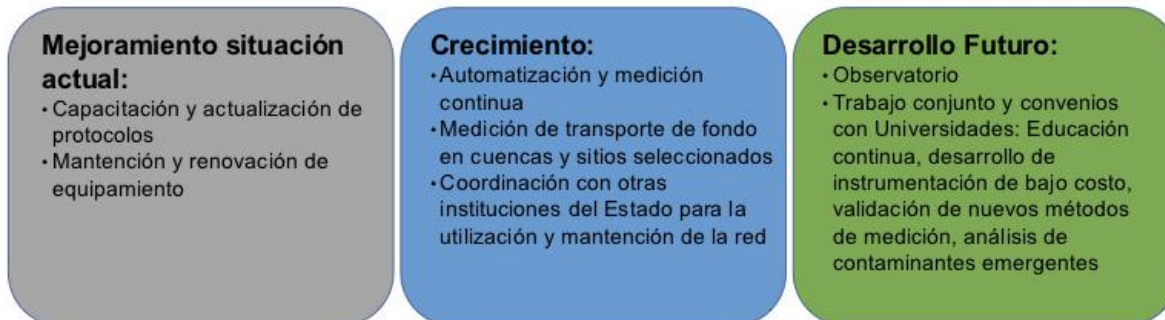 Mejoramiento situación
actual:
• Capacitación y actualización de
protocolos
• Mantención y renovación de
equipamiento
Crecimiento:
• Automatización y medición
continua
• Medición de transporte de fondo
en cuencas y sitios seleccionados
• Coordinación con otras
instituciones del Estado para la
utilización y mantención de la red
Desarrollo Futuro:
• Observatorio
• Trabajo conjunto y convenios
con Universidades: Educación
continua, desarrollo de
instrumentación de bajo costo,
validación de nuevos métodos
de medición, análisis de
contaminantes emergentes